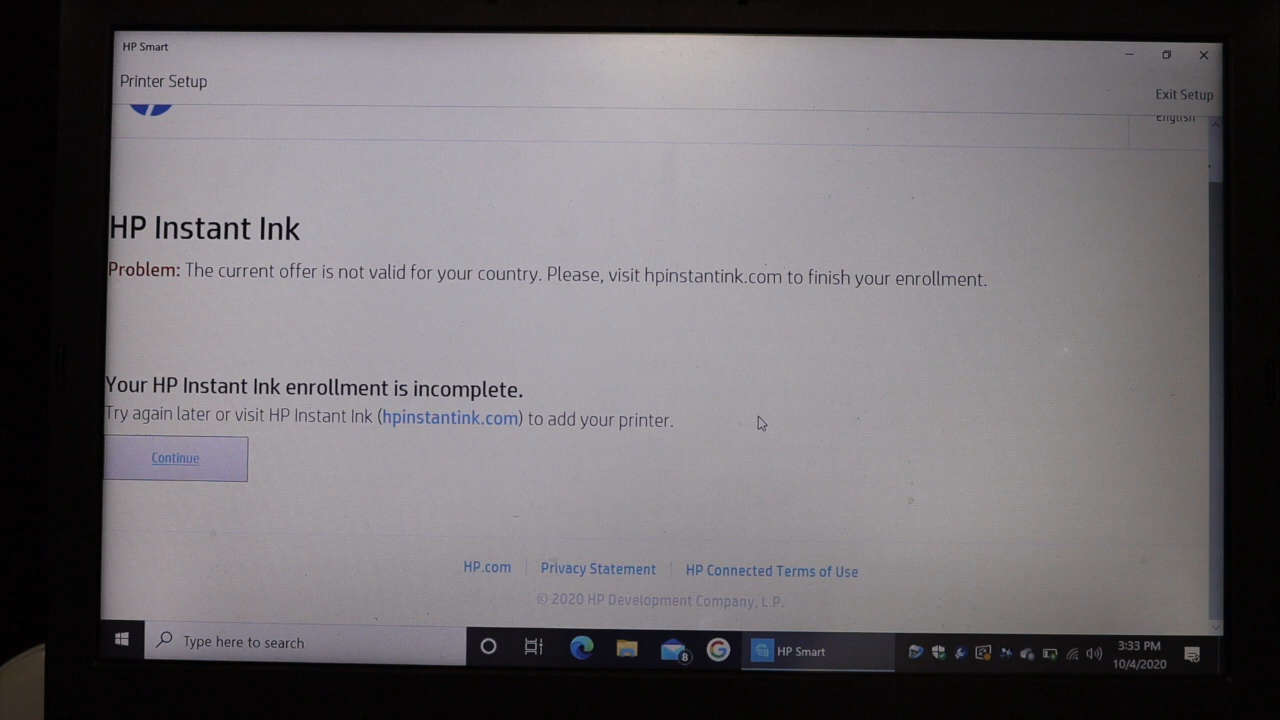 HP Smart
Printer Setup
Exit Setup
English
HP Instant Ink
Problem: The current offer is not valid for your country. Please, visit hpinstantink.com to finish your enrollment.
Your HP Instant Ink enrollment is incomplete.
Try again later or visit HP Instant Ink (hpinstantink.com) to add your printer.
Continue
HP.com Privacy Statement HP Connected Terms of Use
© 2020 HP Development Company, L.P.
Type here to search
8
HP Smart
3:33 PM
10/4/2020